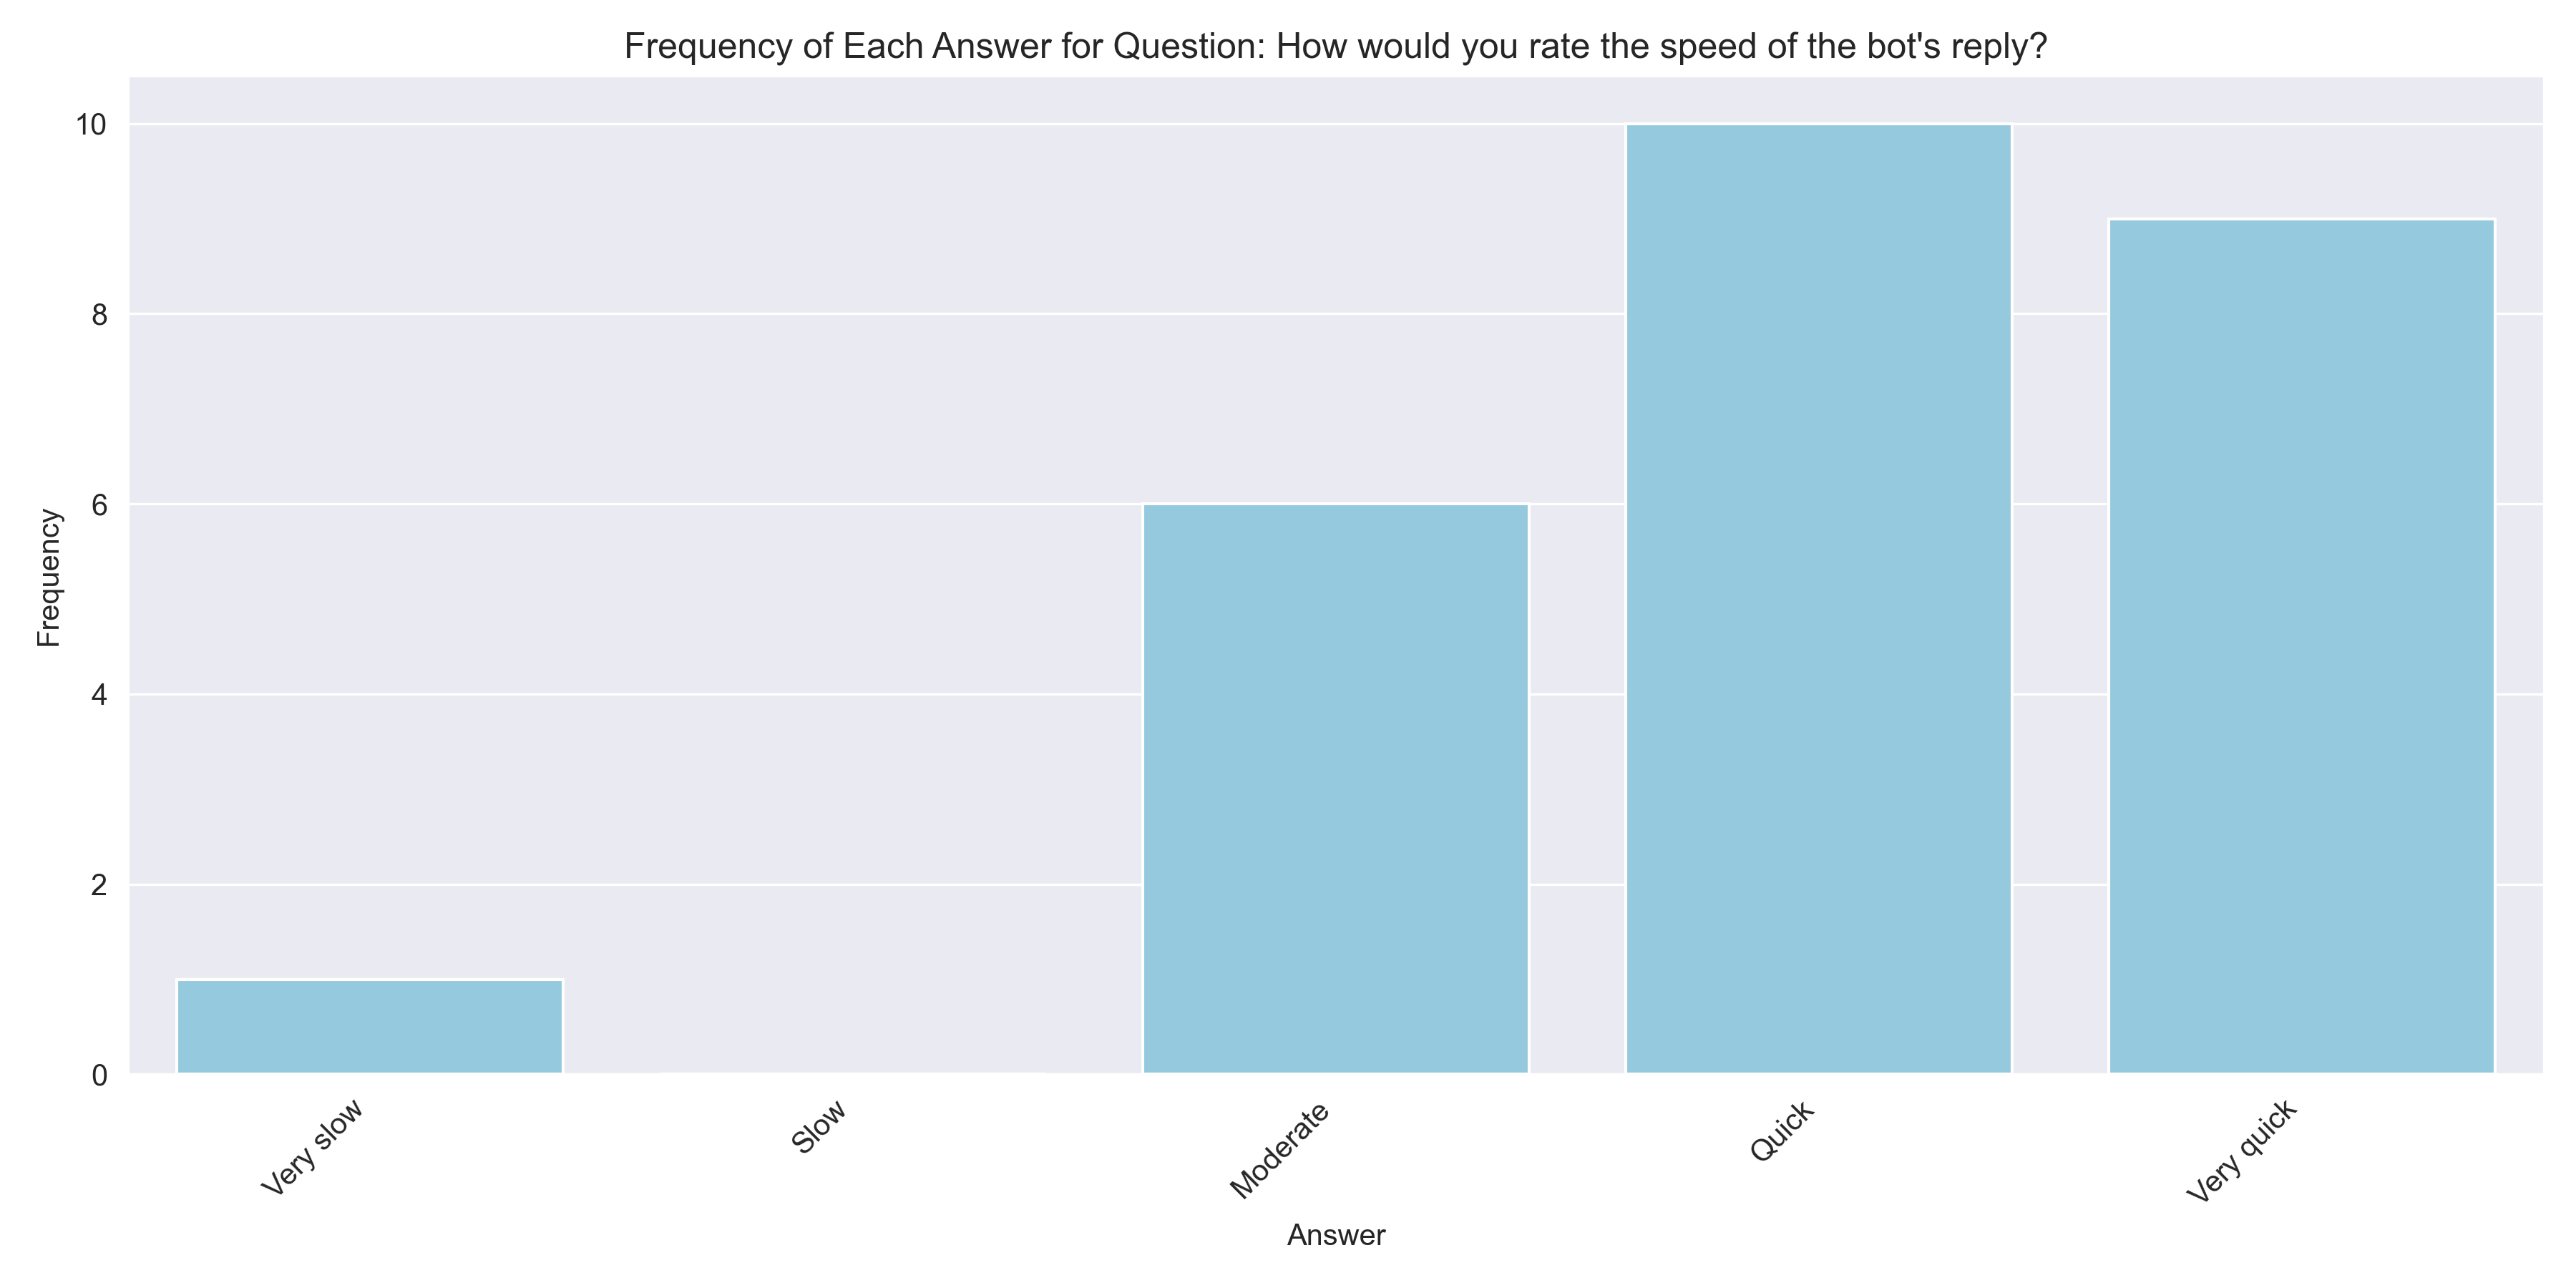 Frequency of Each Answer for Question: How would you rate the speed of the bot's reply?
10
8
6
4
2
0
Frequency
Very slow
Slow
Moderate
Quick
Very quick
Answer